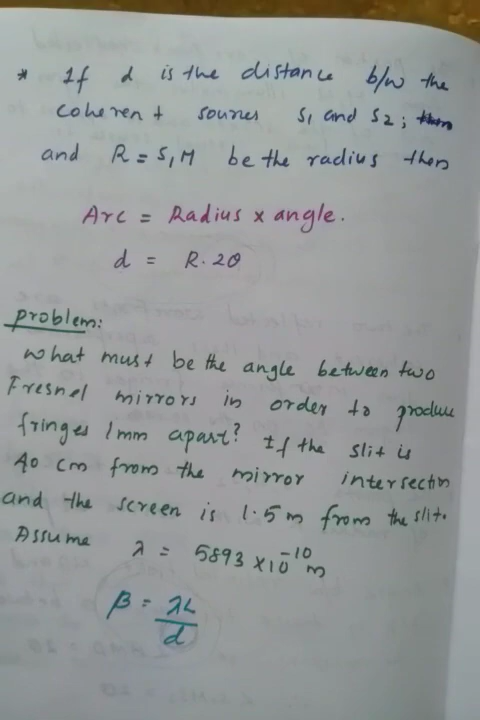 * If d is the distance b/w the
coherent sources S1 and S2;
and R = S1M be the radius then
Arc = Radius x angle.
d = R. 2θ
problem:
what must be the angle between two
Fresnel mirrors in order to produce
fringes 1mm apart? If the slit is
40 cm from the mirror intersection
and the screen is 1.5 m from the slit.
Assume λ = 5893 x 10^-10 m
β = λL/d